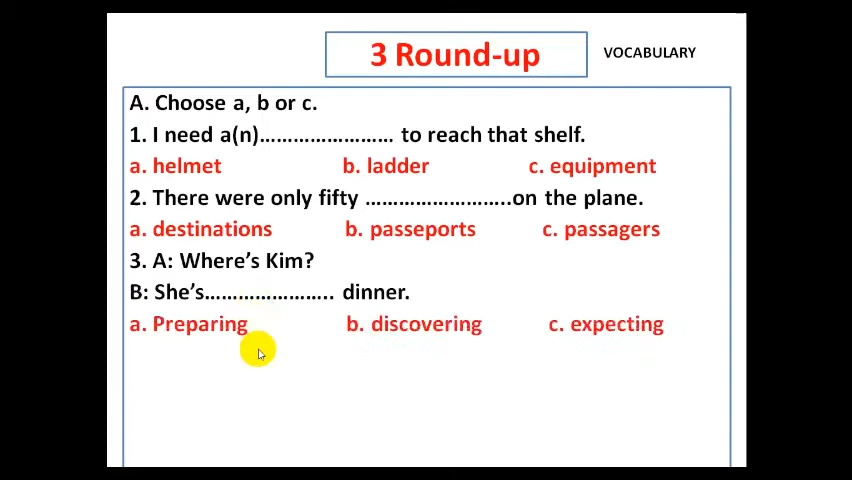 3 Round-up
VOCABULARY
A. Choose a, b or c.
1. I need a(n)…………………… to reach that shelf.
a. helmet b. ladder c. equipment
2. There were only fifty ……………………..on the plane.
a. destinations b. passeports c. passagers
3. A: Where’s Kim?
B: She’s………………….. dinner.
a. Preparing b. discovering c. expecting